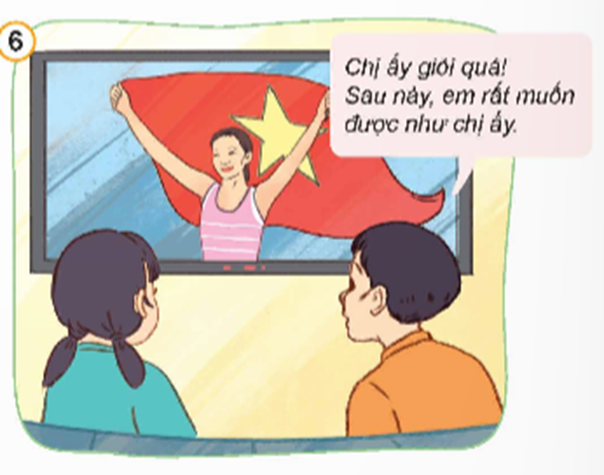 6
Chị ấy giỏi quá!
Sau này, em rất muốn
được như chị ấy.